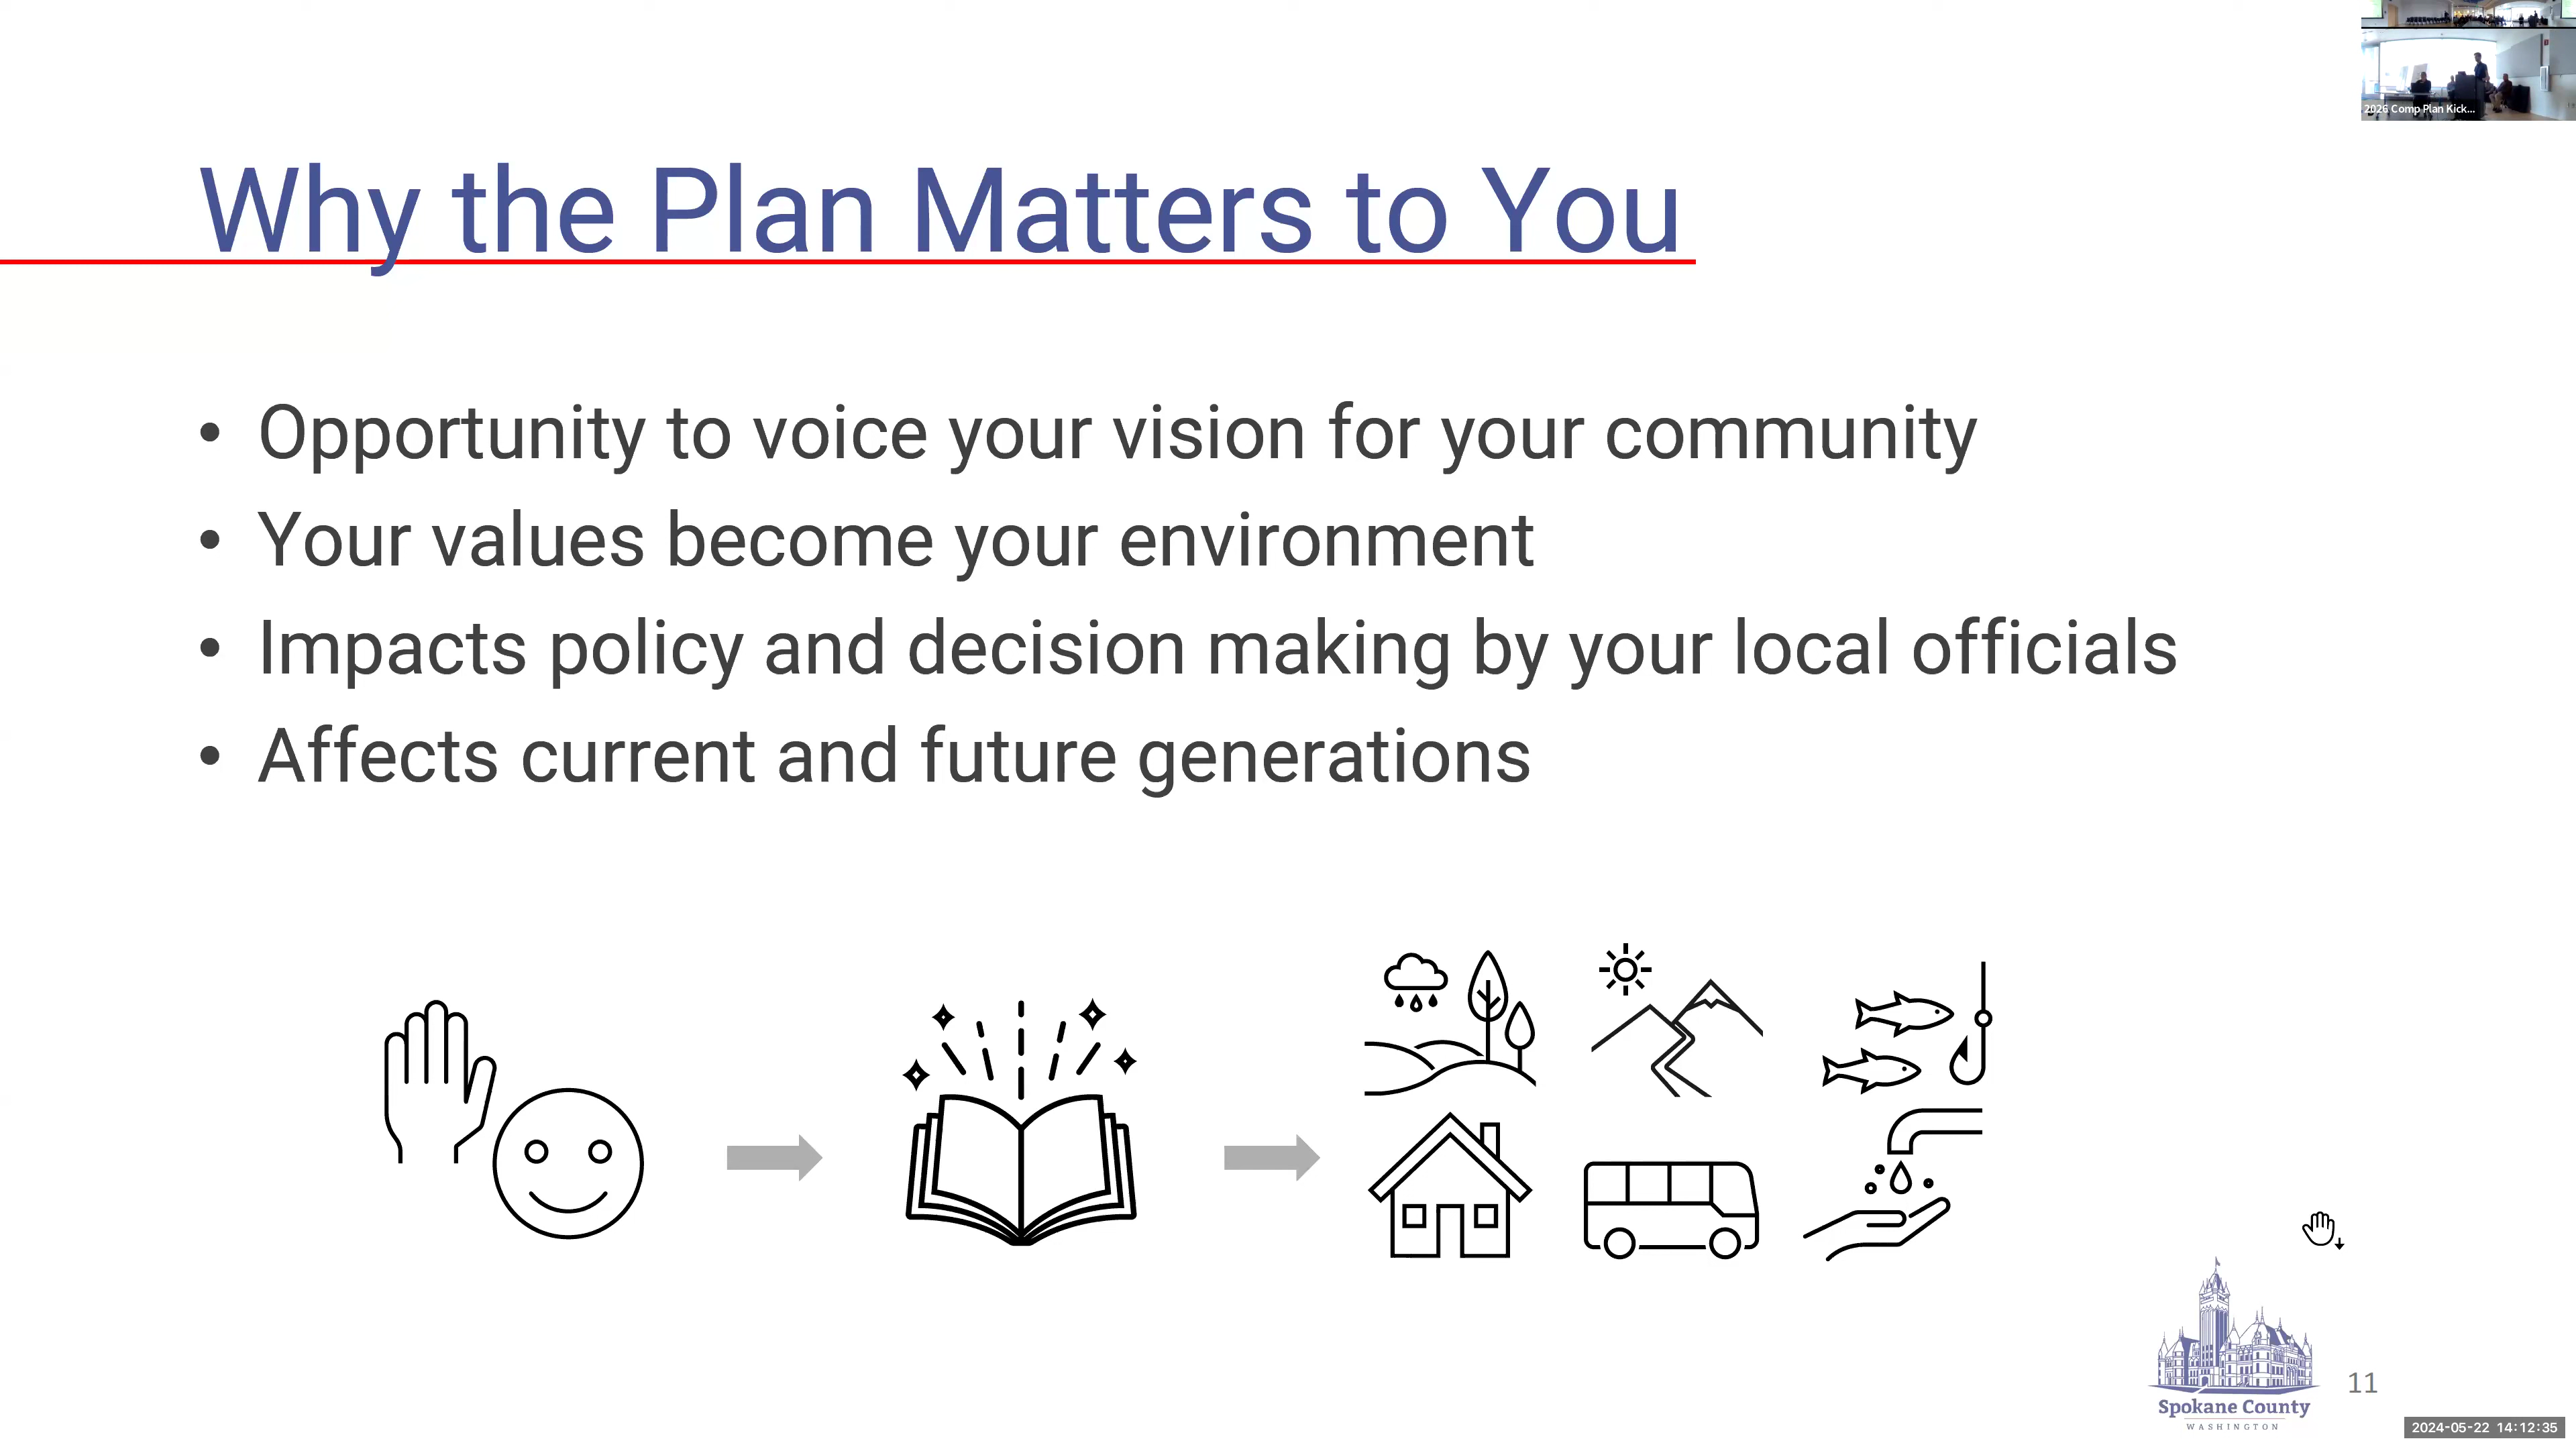 2026 Comp Plan Kick...
Why the Plan Matters to You
• Opportunity to voice your vision for your community
• Your values become your environment
• Impacts policy and decision making by your local officials
• Affects current and future generations
Spokane County
WASHINGTON
11
2024-05-22 14:12:35